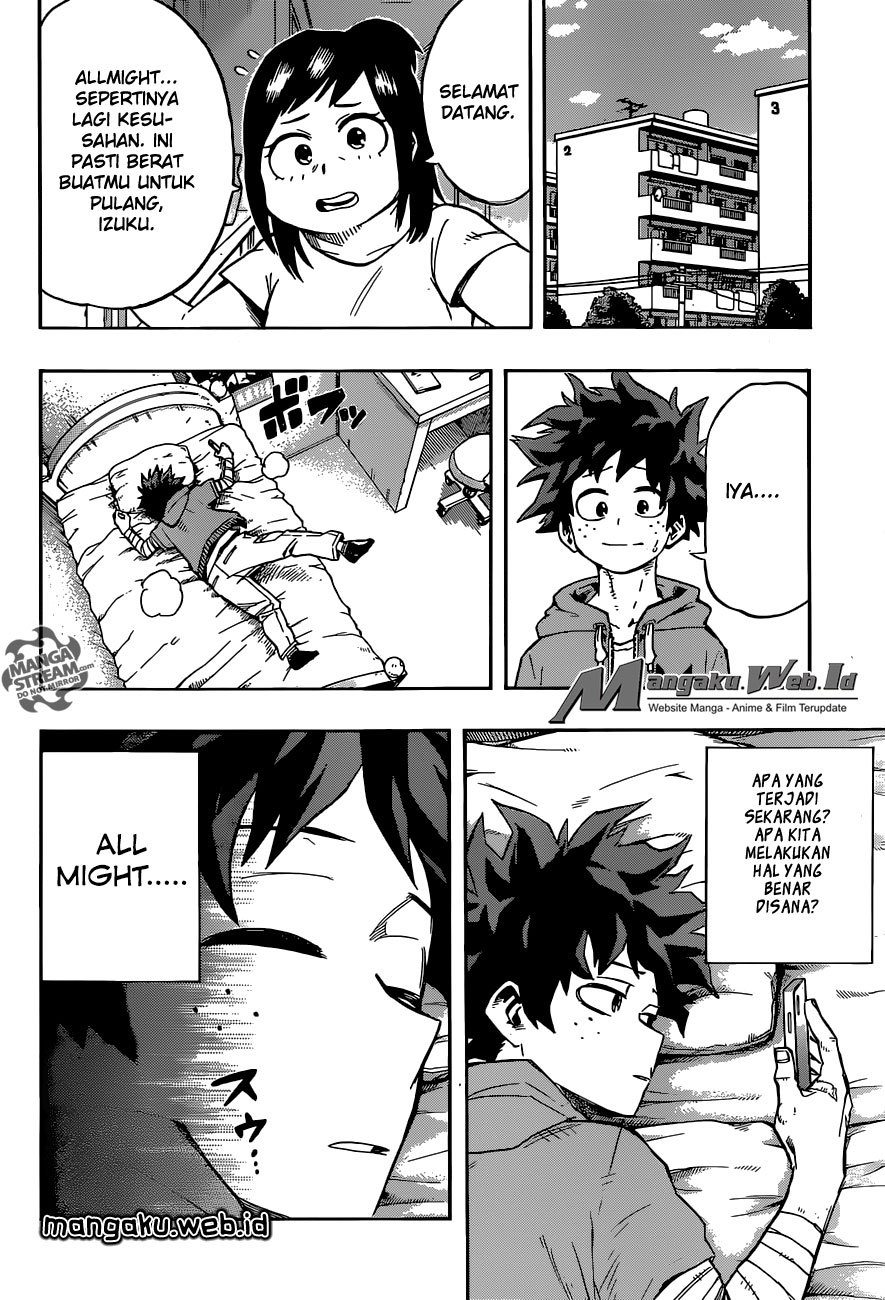 3
2
SELAMAT
DATANG.
ALLMIGHT...
SEPERTINYA
LAGI KESU-
SAHAN. INI
PASTI BERAT
BUATMU UNTUK
PULANG,
IZUKU.
IYA....
ボフッ
MANGA
STREAM.com
DO NOT MIRROR
Mangaku.Web.Id
Website Manga - Anime & Film Terupdate
APA YANG
TERJADI
SEKARANG?
APA KITA
MELAKUKAN
HAL YANG
BENAR
DISANA?
ALL
MIGHT.....
スゥ...
mangaku.web.id